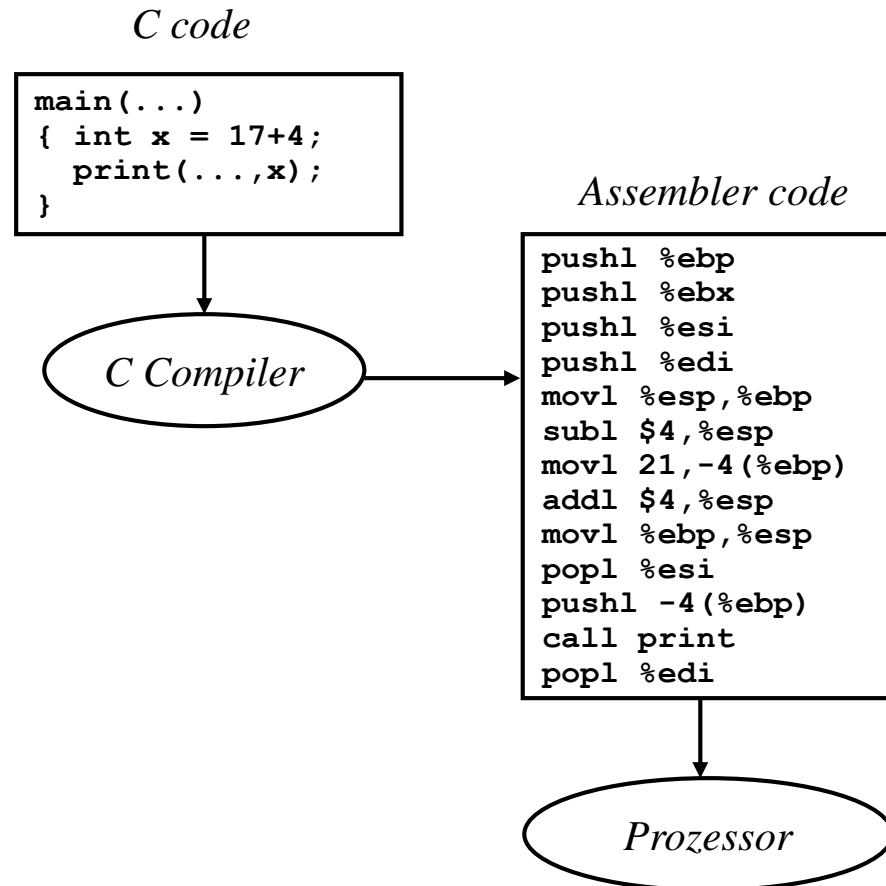 C code
main(...)
{ int x = 17+4;
  print(...,x);
}
C Compiler
Assembler code
pushl %ebp
pushl %ebx
pushl %esi
pushl %edi
movl %esp,%ebp
subl $4,%esp
movl 21,-4(%ebp)
addl $4,%esp
movl %ebp,%esp
popl %esi
pushl -4(%ebp)
call print
popl %edi
Prozessor